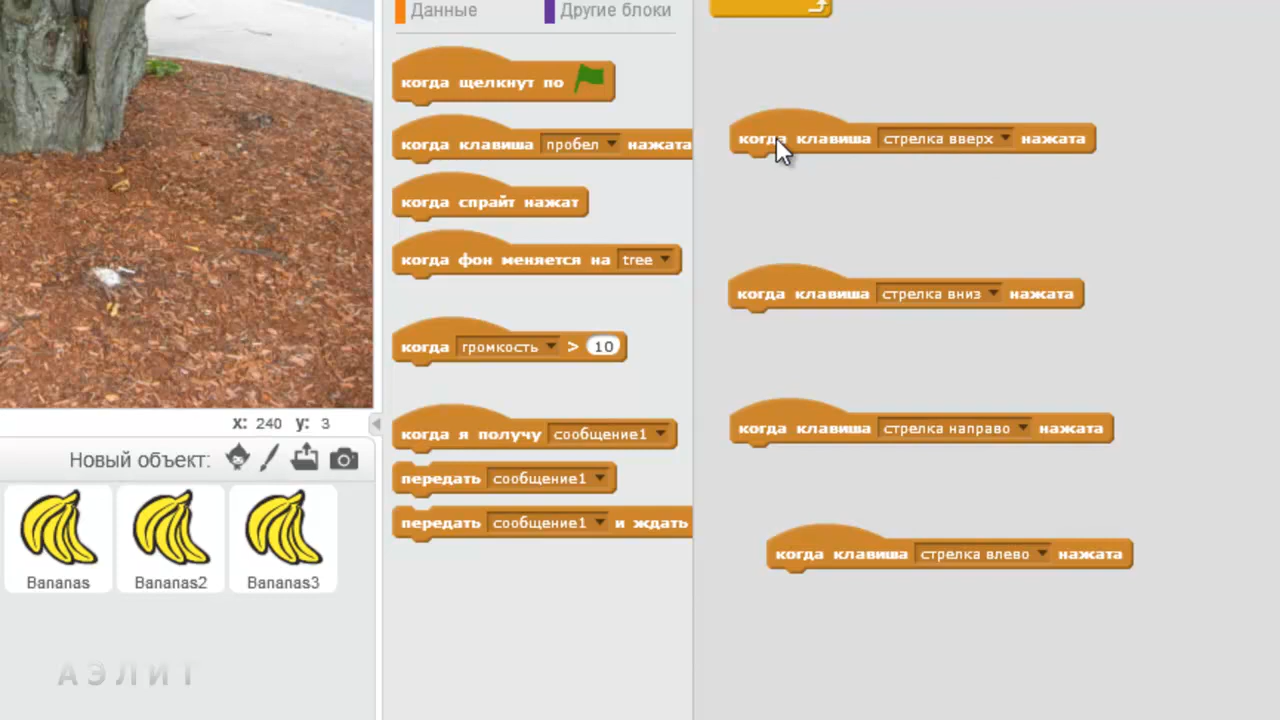 Данные
Другие блоки
когда щелкнут по
когда клавиша пробел нажата
когда спрайт нажат
когда фон меняется на tree
когда громкость > 10
когда я получу сообщение1
передать сообщение1
передать сообщение1 и ждать
когда клавиша стрелка вверх нажата
когда клавиша стрелка вниз нажата
когда клавиша стрелка направо нажата
когда клавиша стрелка влево нажата
x: 240 y: 3
Новый объект:
Bananas
Bananas2
Bananas3
АЭЛИТ